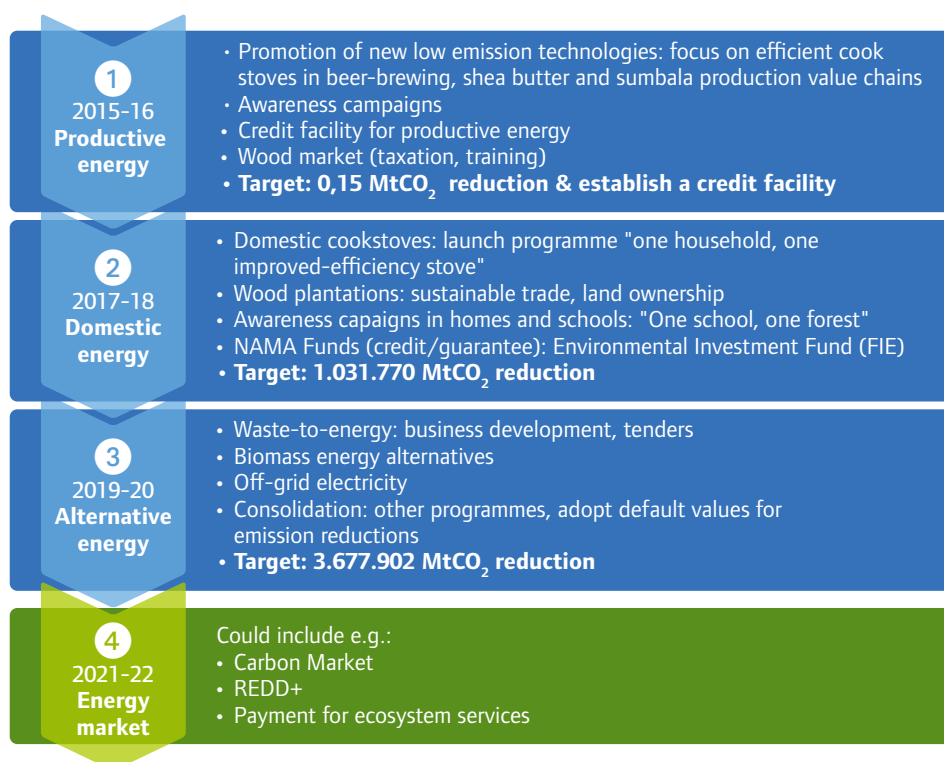 1
2015-16
Productive
energy
• Promotion of new low emission technologies: focus on efficient cook
stoves in beer-brewing, shea butter and sumbala production value chains
• Awareness campaigns
• Credit facility for productive energy
• Wood market (taxation, training)
• Target: 0,15 MtCO₂ reduction & establish a credit facility
2
2017-18
Domestic
energy
• Domestic cookstoves: launch programme "one household, one
improved-efficiency stove"
• Wood plantations: sustainable trade, land ownership
• Awareness capaigns in homes and schools: "One school, one forest"
• NAMA Funds (credit/guarantee): Environmental Investment Fund (FIE)
• Target: 1.031.770 MtCO₂ reduction
3
2019-20
Alternative
energy
• Waste-to-energy: business development, tenders
• Biomass energy alternatives
• Off-grid electricity
• Consolidation: other programmes, adopt default values for
emission reductions
• Target: 3.677.902 MtCO₂ reduction
4
2021-22
Energy
market
Could include e.g.:
• Carbon Market
• REDD+
• Payment for ecosystem services